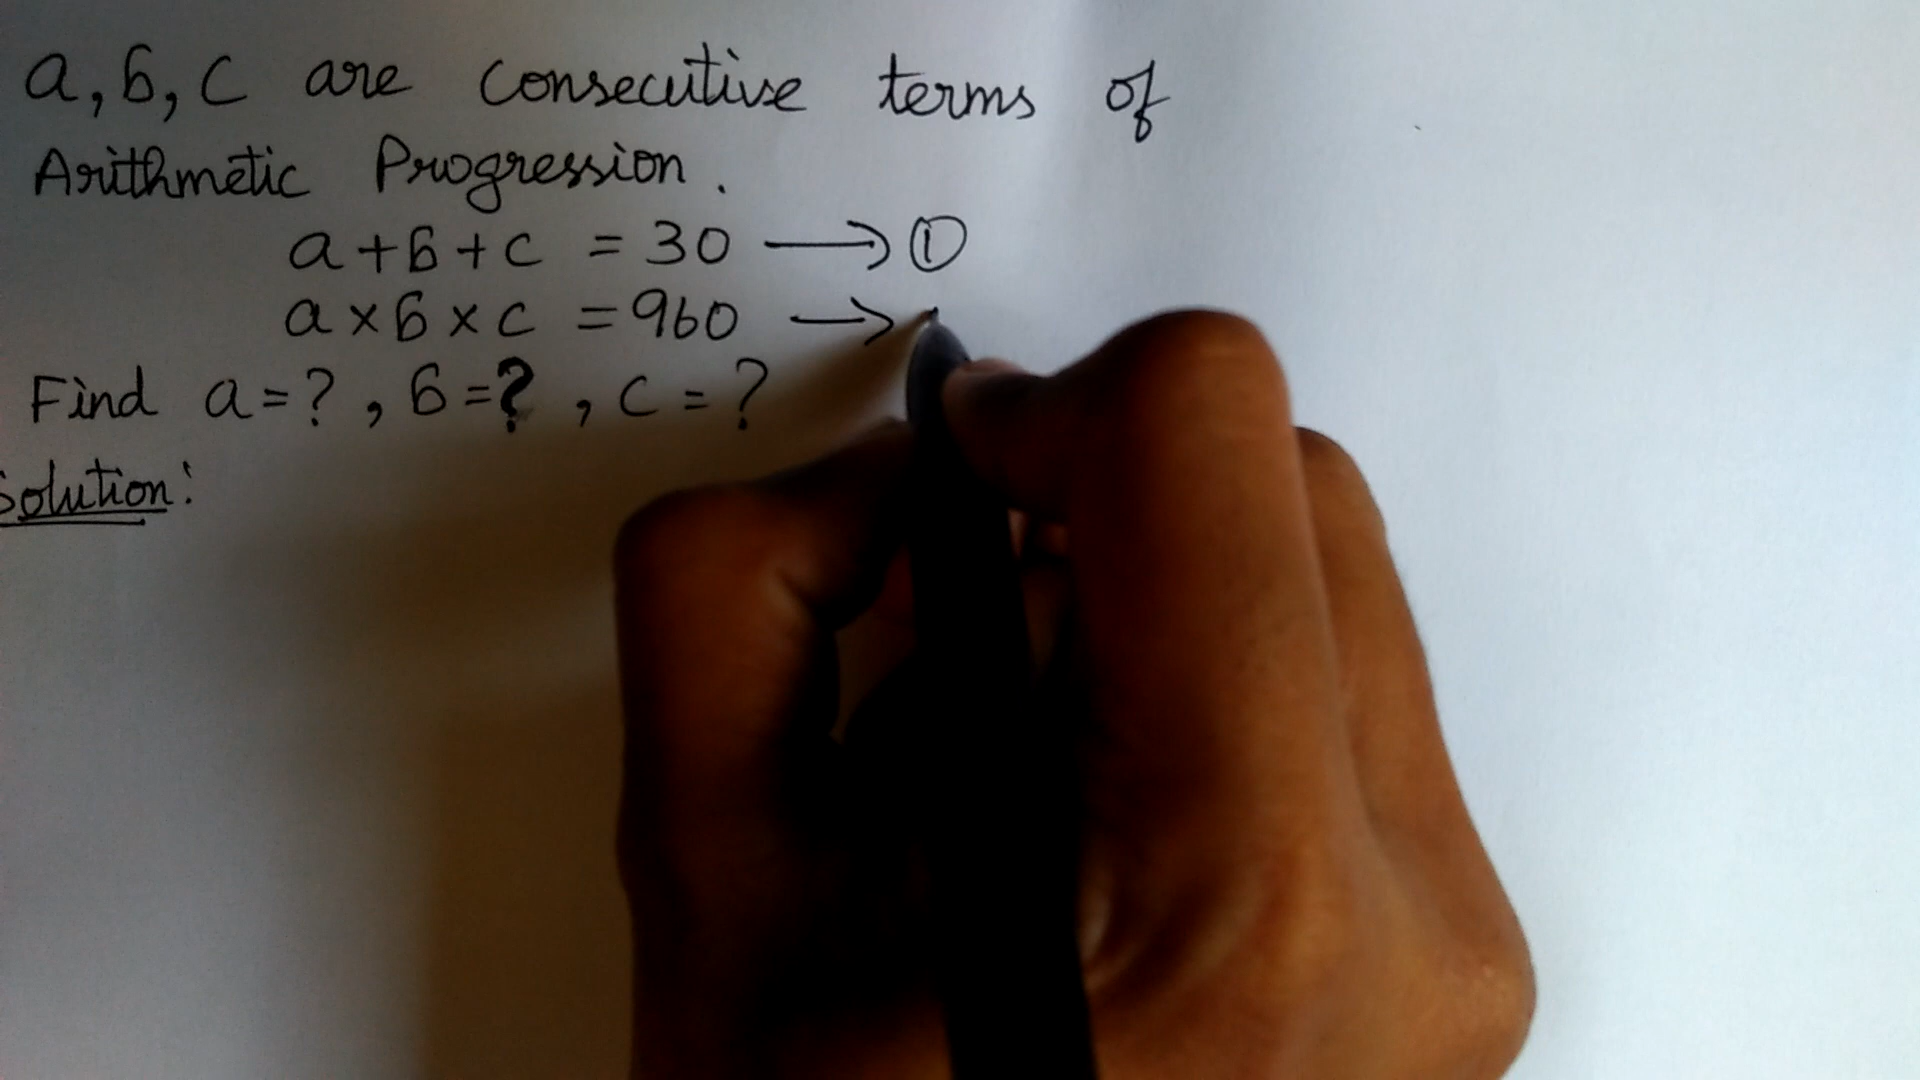 a, b, c are consecutive terms of
Arithmetic Progression.
a + b + c = 30 → ①
a × b × c = 960 →
Find a = ?, b = ?, c = ?
Solution: